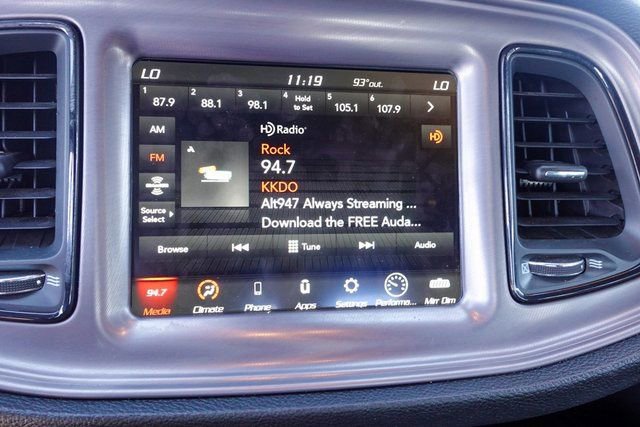 LO 11:19 93°out. LO
1 87.9 2 88.1 3 98.1 4 Hold to Set 5 105.1 6 107.9
AM
HD Radio
HD
FM
Rock
94.7
KKDO
Alt947 Always Streaming ...
Source Select
Download the FREE Auda...
Browse Tune Audio
94.7
Media Climate Phone Apps Settings Performa... Mirr Dim